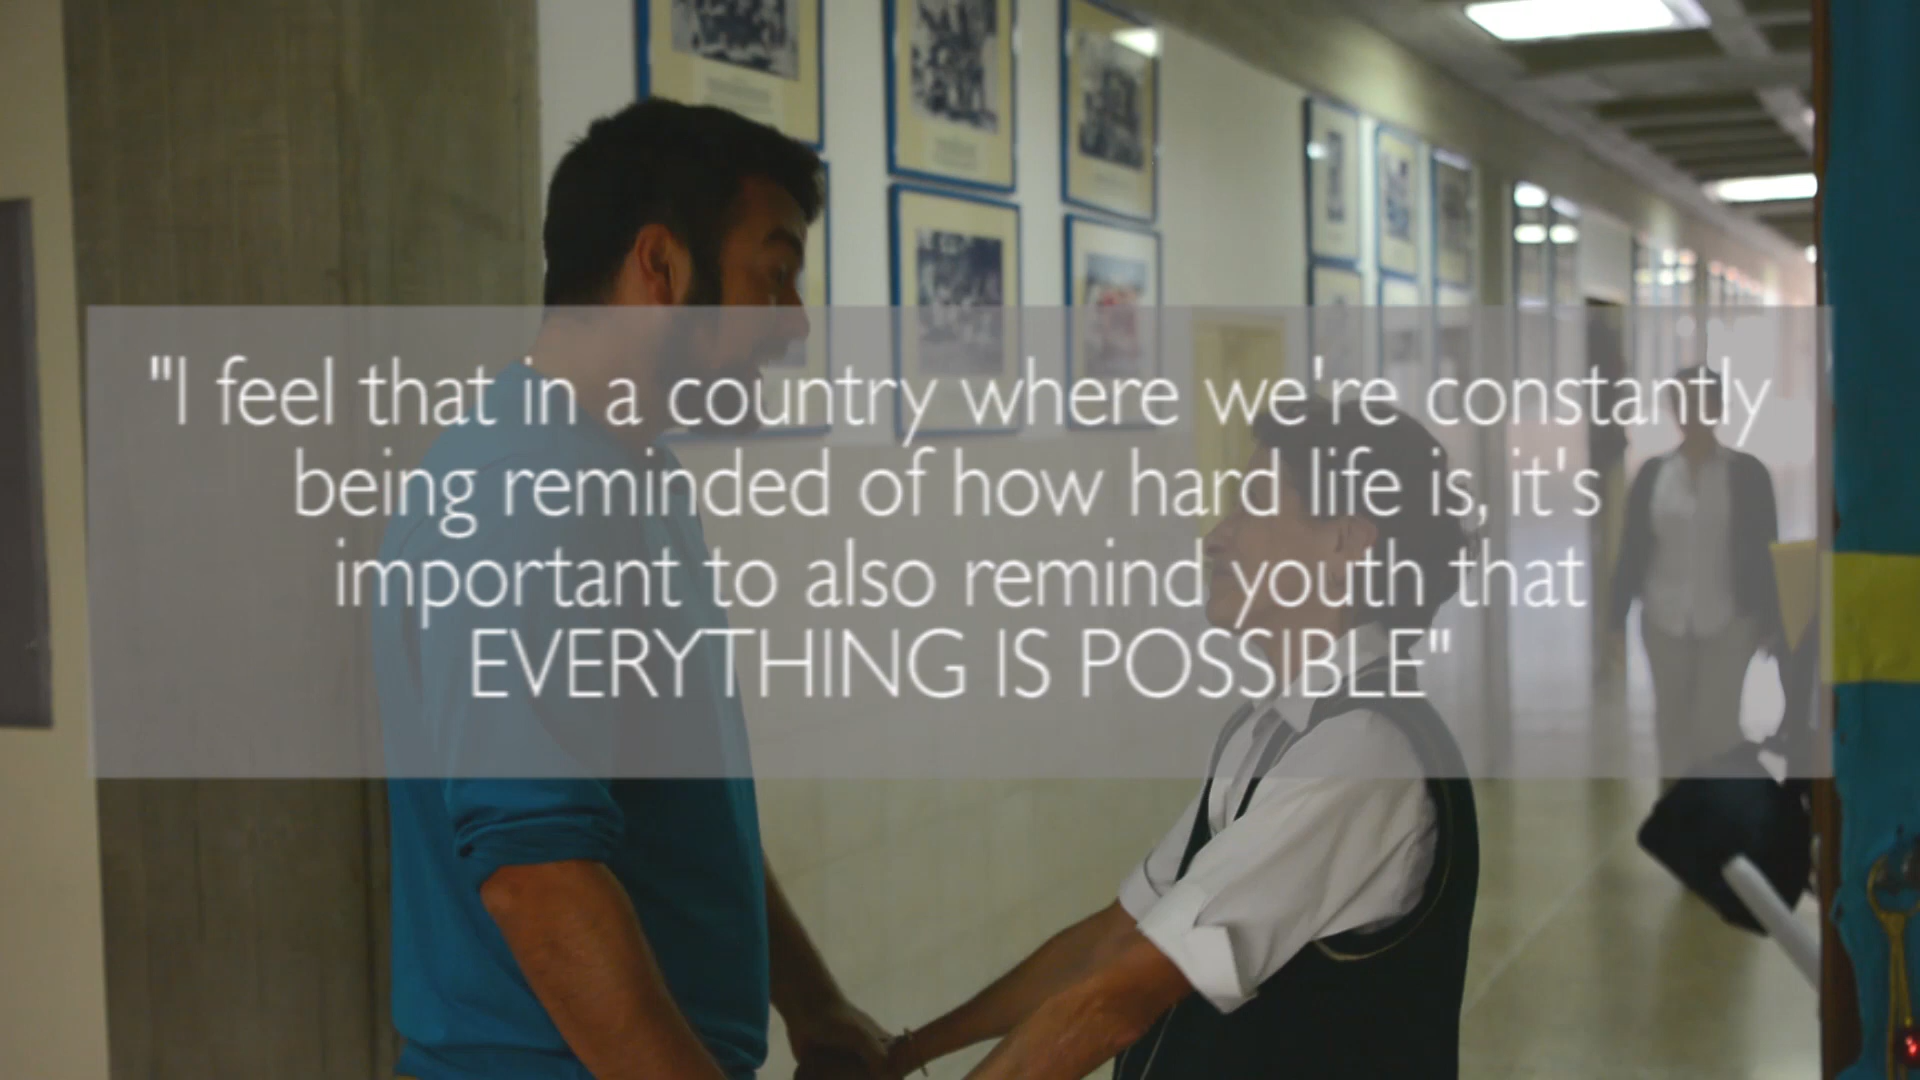 "I feel that in a country where we're constantly
being reminded of how hard life is, it's
important to also remind youth that
EVERYTHING IS POSSIBLE"